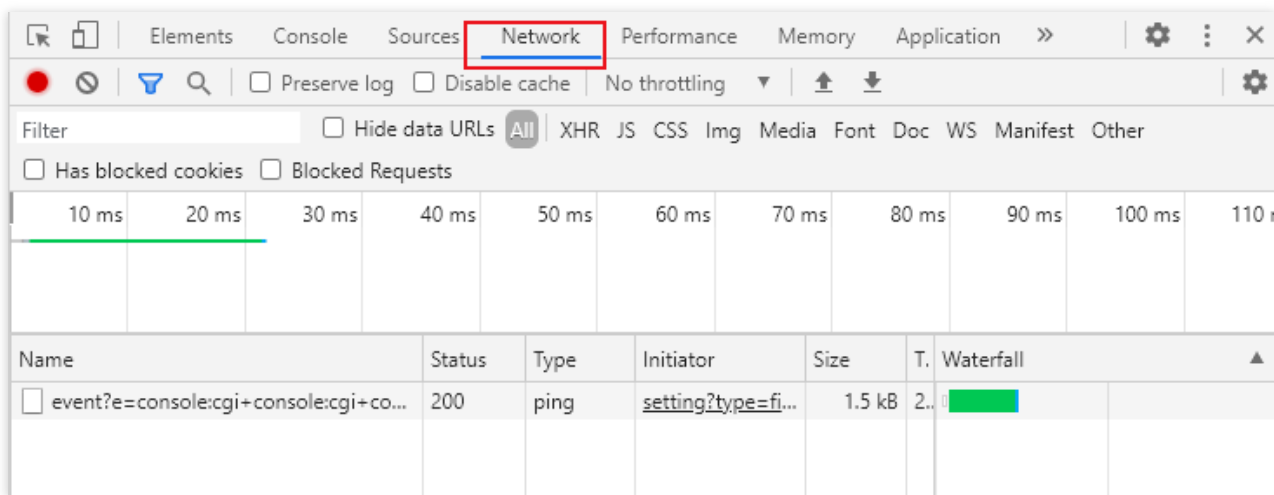 Elements Console Sources Network Performance Memory Application »
Preserve log Disable cache No throttling
Filter Hide data URLs All XHR JS CSS Img Media Font Doc WS Manifest Other
Has blocked cookies Blocked Requests
10 ms 20 ms 30 ms 40 ms 50 ms 60 ms 70 ms 80 ms 90 ms 100 ms 110
Name Status Type Initiator Size T. Waterfall
event?e=console:cgi+console:cgi+co... 200 ping setting?type=fi... 1.5 kB 2..